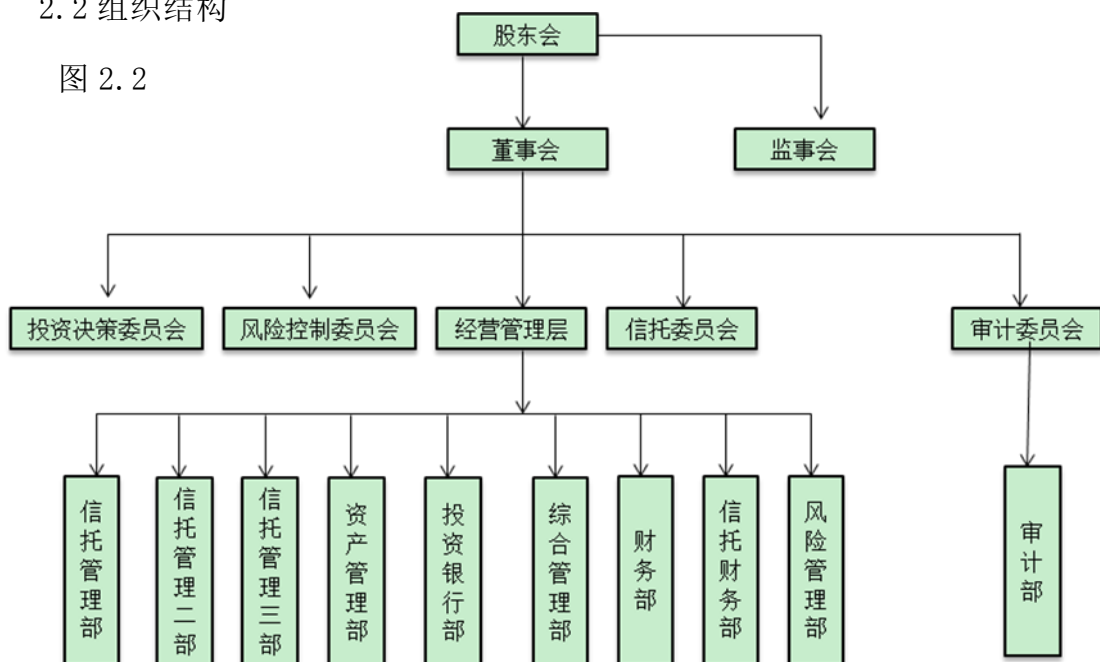 2.2 组织结构
图 2.2
股东会
董事会
监事会
投资决策委员会
风险控制委员会
经营管理层
信托委员会
审计委员会
信托管理部
信托管理二部
信托管理三部
资产管理部
投资银行部
综合管理部
财务部
信托财务部
风险管理部
审计部